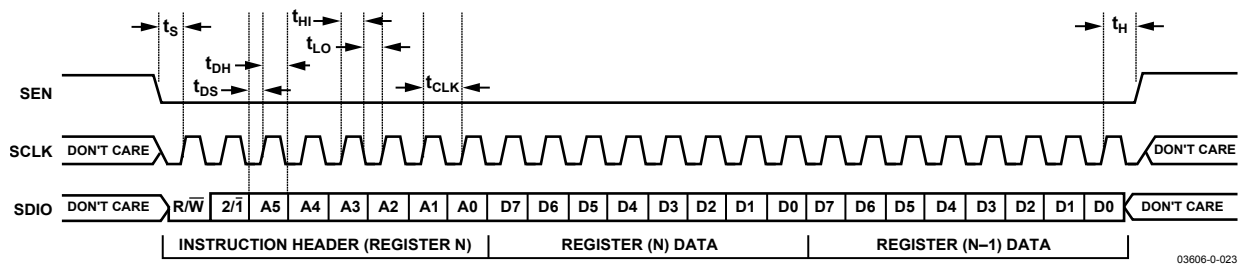 tS
tHI
tLO
tH
tDH
tDS
tCLK
SEN
SCLK DON'T CARE DON'T CARE
SDIO DON'T CARE R/W̅ 2/1̅ A5 A4 A3 A2 A1 A0 D7 D6 D5 D4 D3 D2 D1 D0 D7 D6 D5 D4 D3 D2 D1 D0 DON'T CARE
INSTRUCTION HEADER (REGISTER N) REGISTER (N) DATA REGISTER (N–1) DATA
03606-0-023